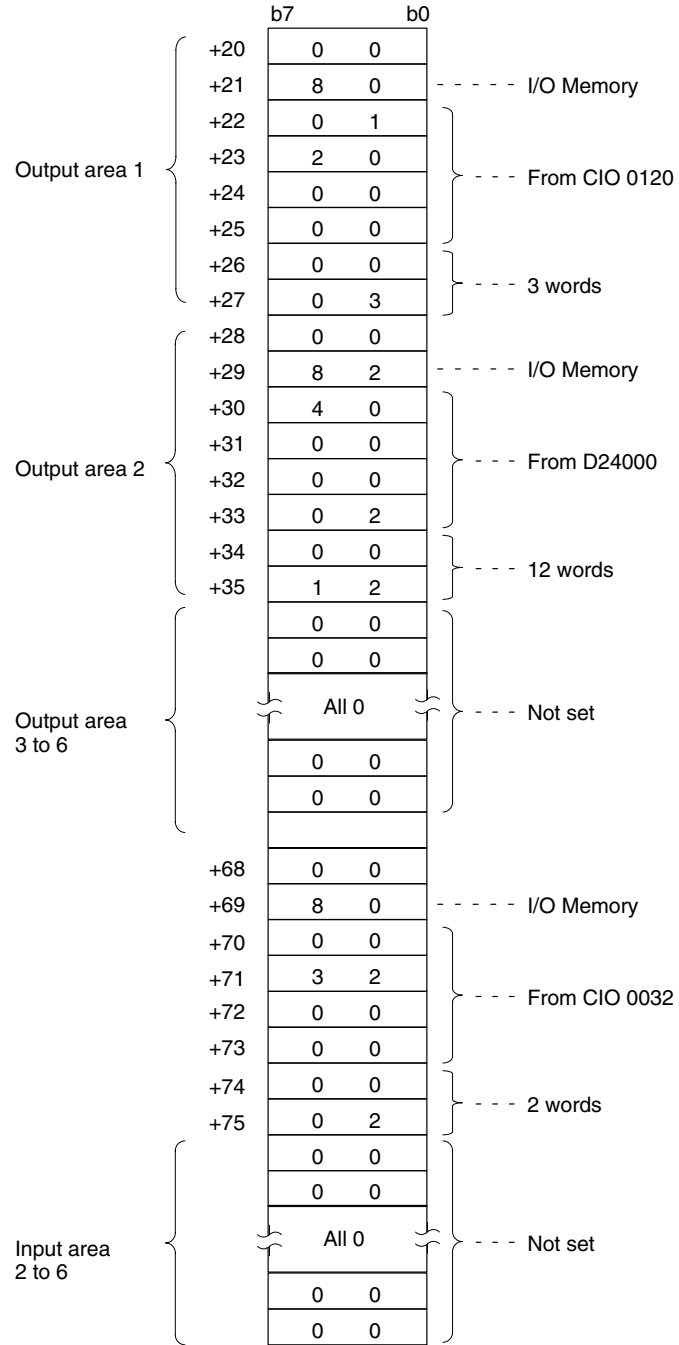 b7 b0
+20 0 0
+21 8 0 I/O Memory
+22 0 1
Output area 1 +23 2 0 From CIO 0120
+24 0 0
+25 0 0
+26 0 0
3 words
+27 0 3
+28 0 0
+29 8 2 I/O Memory
+30 4 0
+31 0 0
Output area 2 From D24000
+32 0 0
+33 0 2
+34 0 0
12 words
+35 1 2
0 0
0 0
Output area All 0 Not set
3 to 6
0 0
0 0
+68 0 0
+69 8 0 I/O Memory
+70 0 0
+71 3 2
From CIO 0032
+72 0 0
+73 0 0
+74 0 0
2 words
+75 0 2
0 0
0 0
Input area All 0 Not set
2 to 6
0 0
0 0